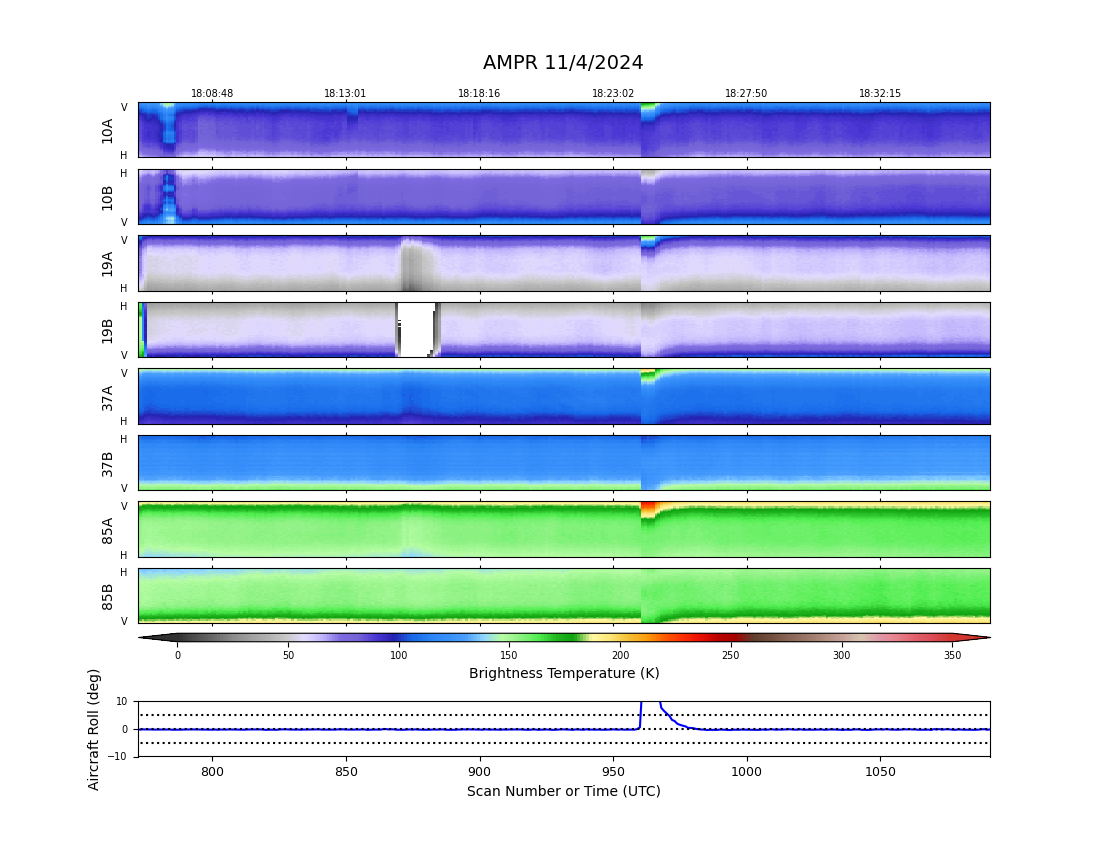 AMPR 11/4/2024
18:08:48 18:13:01 18:18:16 18:23:02 18:27:50 18:32:15
V
10A
H
H
10B
V
V
19A
H
H
19B
V
V
37A
H
H
37B
V
V
85A
H
H
85B
V
0 50 100 150 200 250 300 350
Brightness Temperature (K)
Aircraft Roll (deg)
10
0
−10
800 850 900 950 1000 1050
Scan Number or Time (UTC)